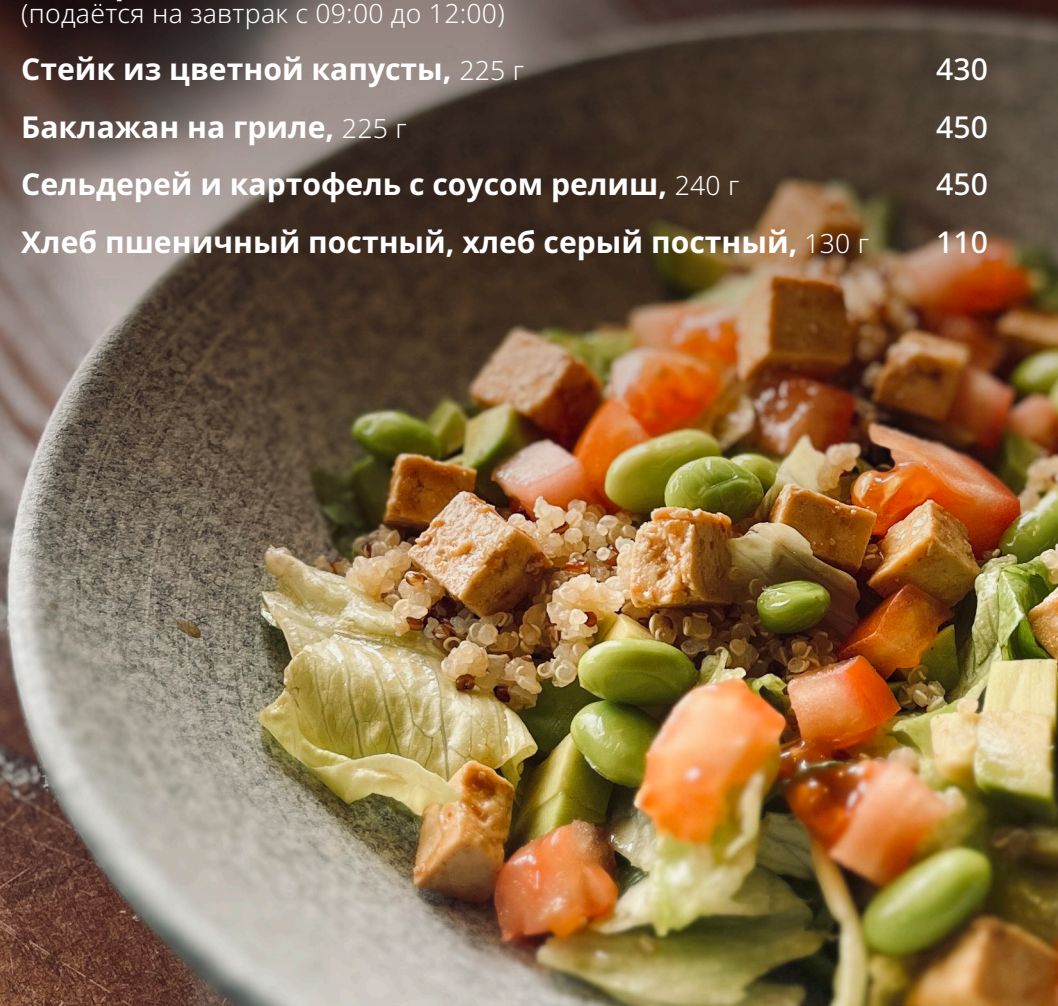 (подаётся на завтрак с 09:00 до 12:00)
Стейк из цветной капусты, 225 г 430
Баклажан на гриле, 225 г 450
Сельдерей и картофель с соусом релиш, 240 г 450
Хлеб пшеничный постный, хлеб серый постный, 130 г 110